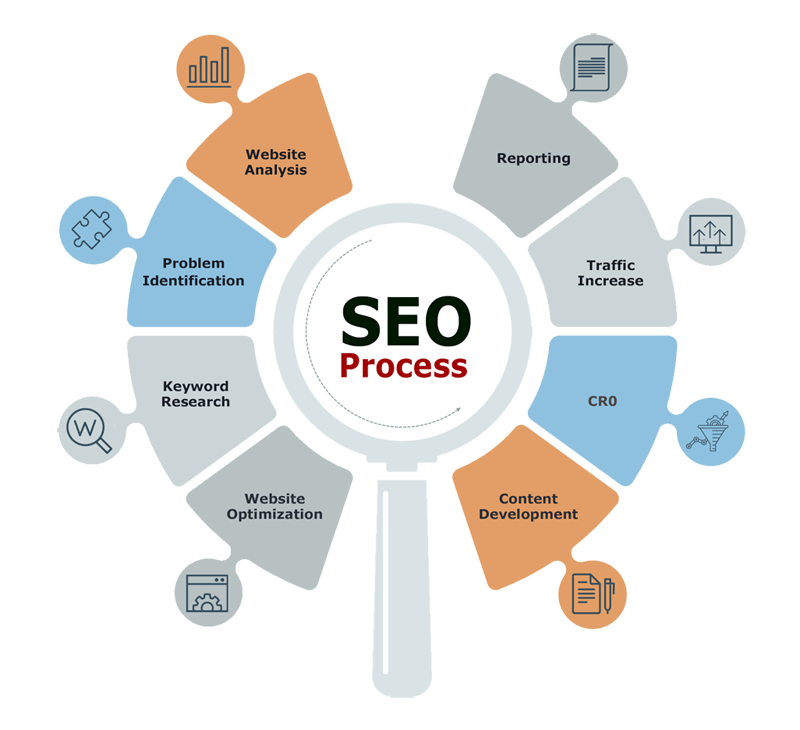 SEO
Process
Website
Analysis
Problem
Identification
Keyword
Research
W
Website
Optimization
Content
Development
CR0
Traffic
Increase
Reporting